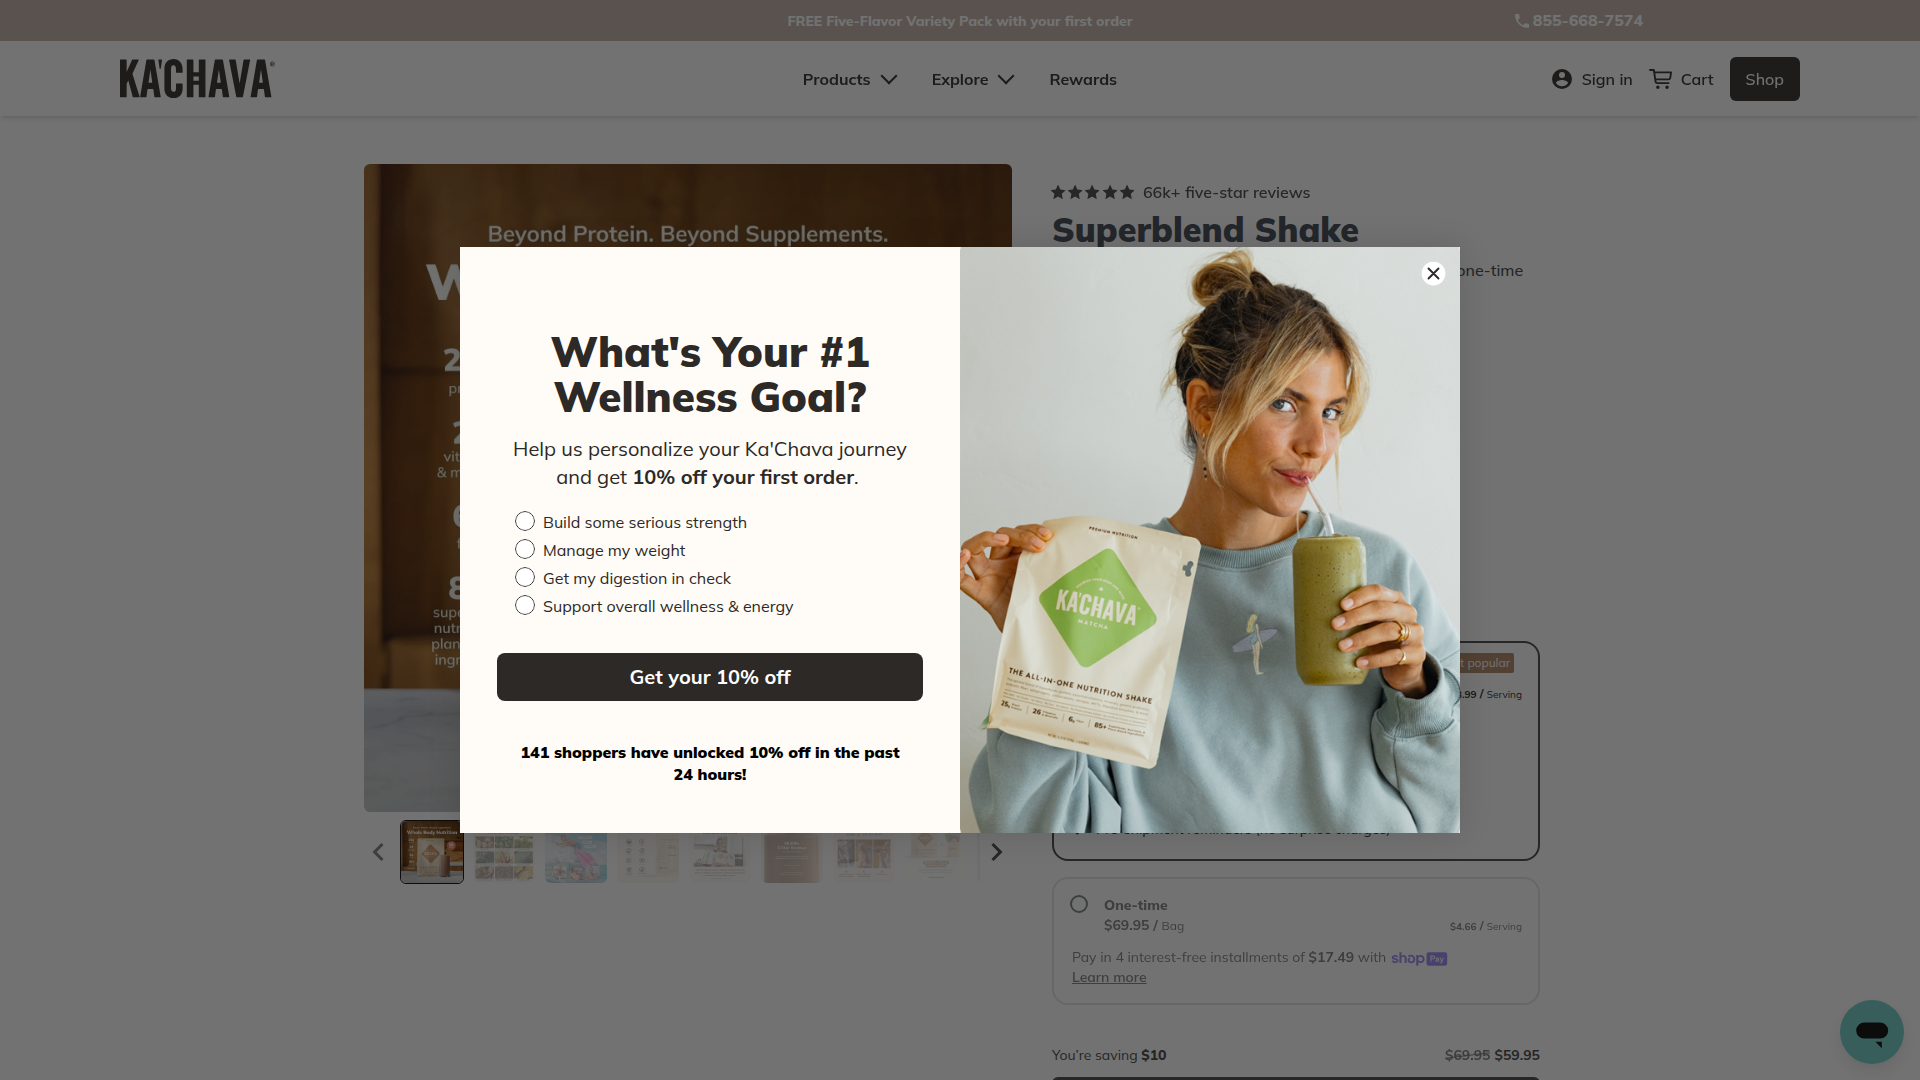 FREE Five-Flavor Variety Pack with your first order
855-668-7574
KA'CHAVA®
Products
Explore
Rewards
Sign in
Cart
Shop
Beyond Protein. Beyond Supplements.
66k+ five-star reviews
Superblend Shake
one-time
What's Your #1
Wellness Goal?
Help us personalize your Ka'Chava journey
and get 10% off your first order.
Build some serious strength
Manage my weight
Get my digestion in check
Support overall wellness & energy
Get your 10% off
141 shoppers have unlocked 10% off in the past
24 hours!
PREMIUM NUTRITION
KA'CHAVA
MATCHA
THE ALL-IN-ONE NUTRITION SHAKE
popular
.99 / Serving
One-time
$69.95 / Bag
$4.66 / Serving
Pay in 4 interest-free installments of $17.49 with shop Pay
Learn more
You're saving $10
$69.95 $59.95